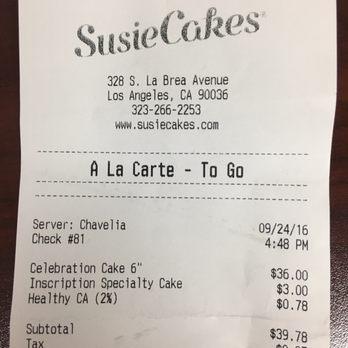 SusieCakes
328 S. La Brea Avenue
Los Angeles, CA 90036
323-266-2253
www.susiecakes.com
A La Carte - To Go
Server: Chavelia 09/24/16
Check #81 4:48 PM
Celebration Cake 6" $36.00
Inscription Specialty Cake $3.00
Healthy CA (2%) $0.78
Subtotal $39.78
Tax